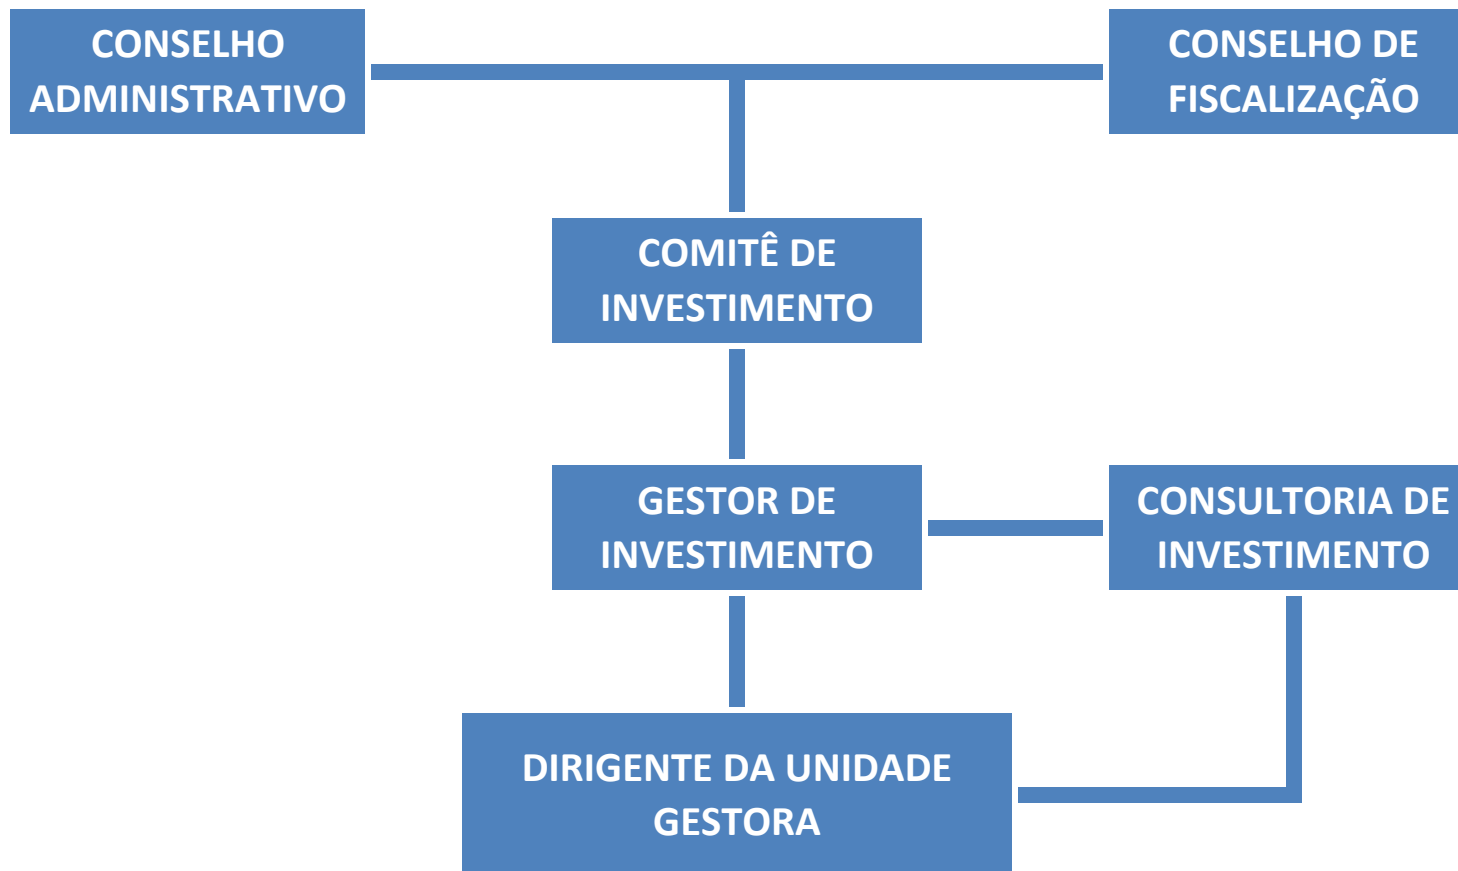 CONSELHO
ADMINISTRATIVO
CONSELHO DE
FISCALIZAÇÃO
COMITÊ DE
INVESTIMENTO
GESTOR DE
INVESTIMENTO
CONSULTORIA DE
INVESTIMENTO
DIRIGENTE DA UNIDADE
GESTORA